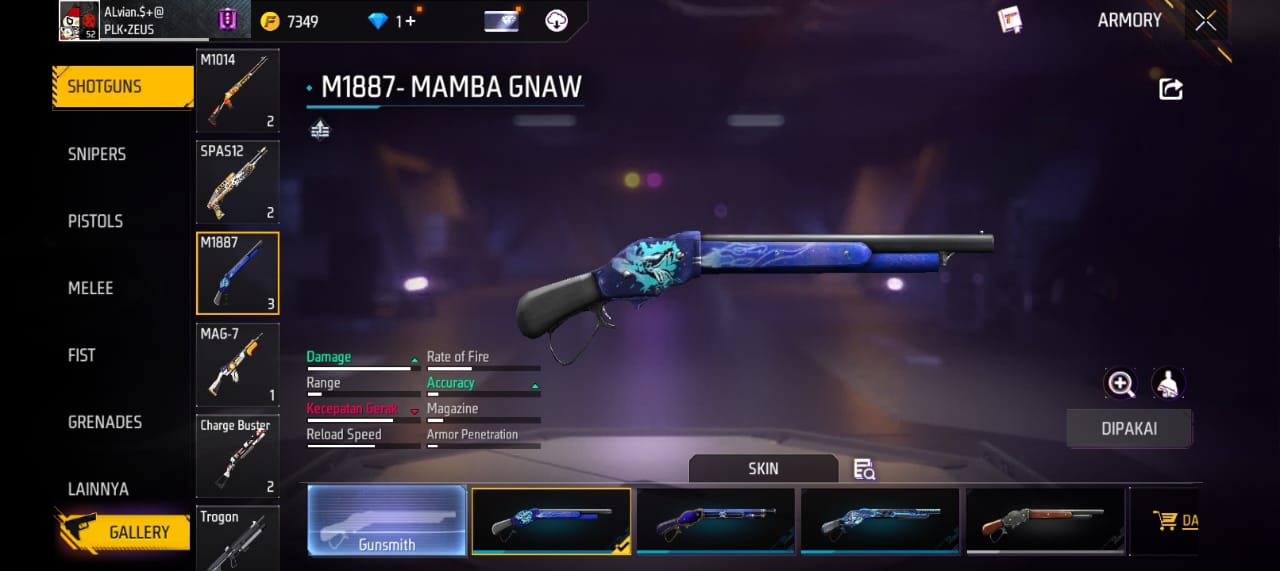 ALvian.$+@
PLK•ZEUS
52
7349
1+
ARMORY
SHOTGUNS
SNIPERS
PISTOLS
MELEE
FIST
GRENADES
LAINNYA
GALLERY
M1014
2
SPAS12
2
M1887
3
MAG-7
1
Charge Buster
2
Trogon
M1887- MAMBA GNAW
Damage
Rate of Fire
Range
Accuracy
Kecepatan Gerak
Magazine
Reload Speed
Armor Penetration
DIPAKAI
SKIN
Gunsmith
DA